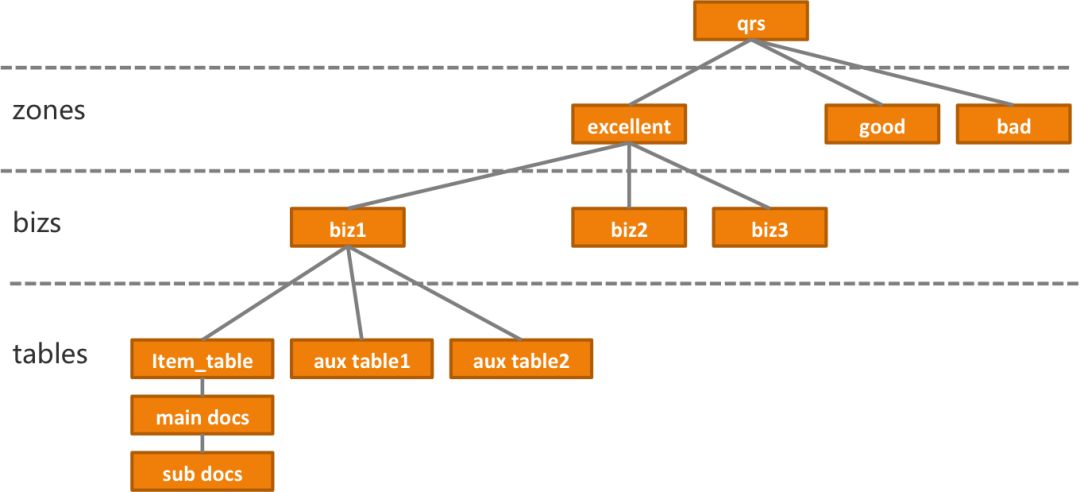 qrs
zones
excellent
good
bad
bizs
biz1
biz2
biz3
tables
Item_table
aux table1
aux table2
main docs
sub docs